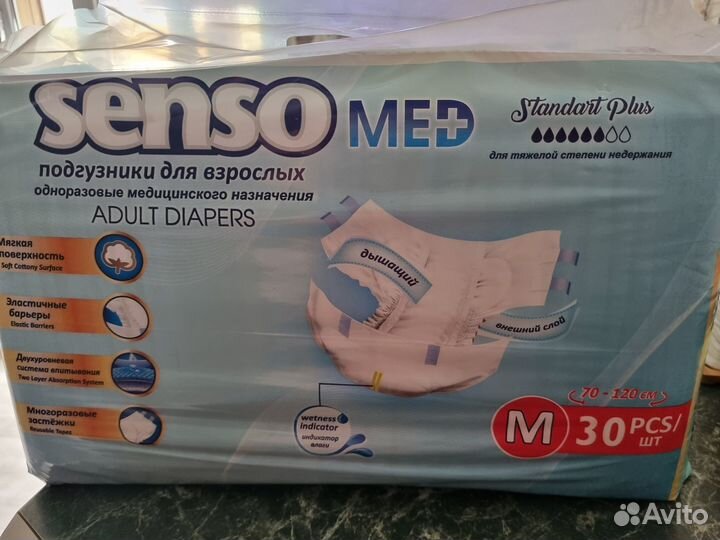 senso MED
подгузники для взрослых
одноразовые медицинского назначения
ADULT DIAPERS
Standart Plus
для тяжелой степени недержания
Мягкая
поверхность
Soft Cottony Surface
Эластичные
барьеры
Elastic Barriers
Двухуровневая
система впитывания
Two Layer Absorption System
Многоразовые
застёжки
Reusable Tapes
дышащий
внешний слой
wetness
indicator
индикатор
влаги
70 - 120 см
M 30 PCS/
шт
Avito